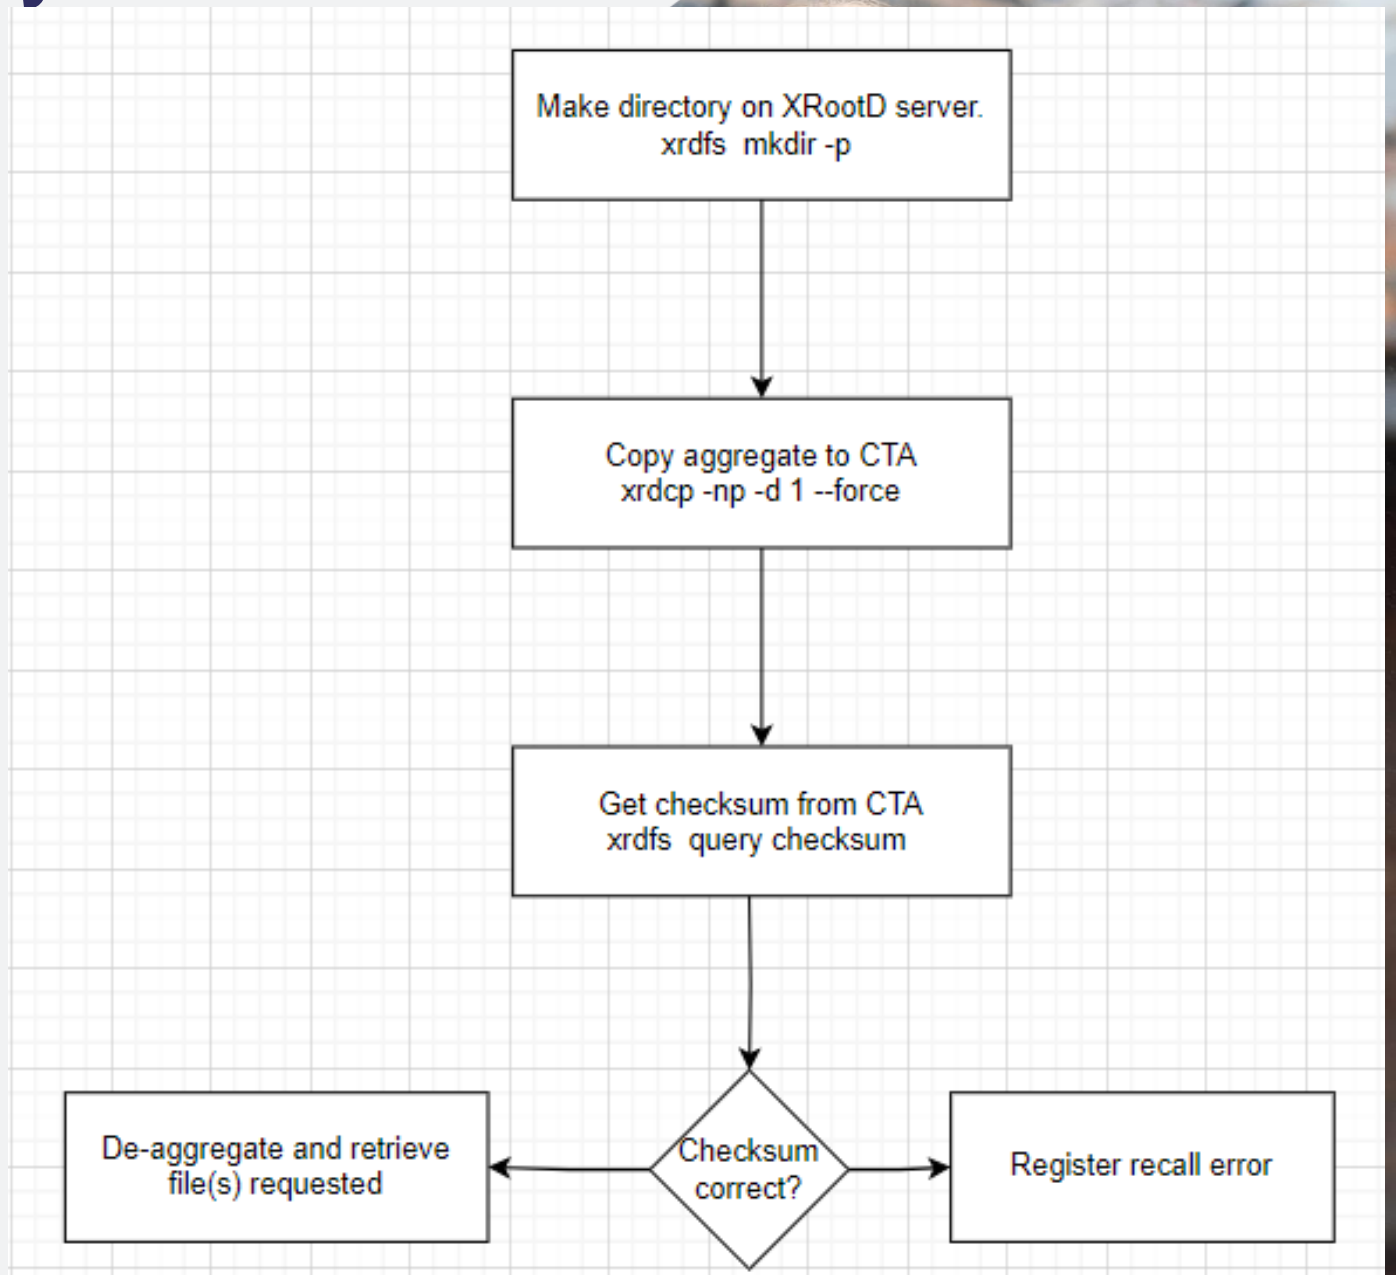 Make directory on XRootD server.
xrdfs  mkdir -p
Copy aggregate to CTA
xrdcp -np -d 1 --force
Get checksum from CTA
xrdfs  query checksum
Checksum
correct?
De-aggregate and retrieve
file(s) requested
Register recall error